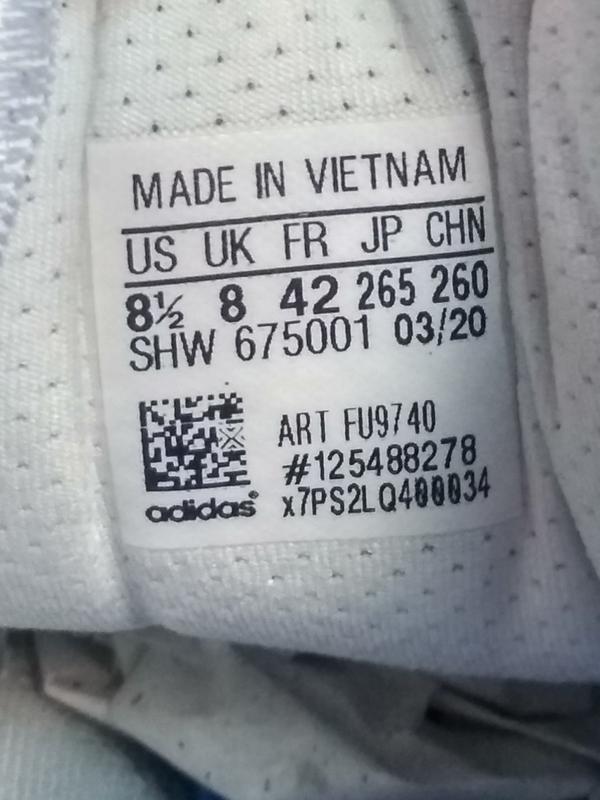 MADE IN VIETNAM
US UK FR JP CHN
8½ 8 42 265 260
SHW 675001 03/20
ART FU9740
#125488278
x7PS2LQ400034
adidas®